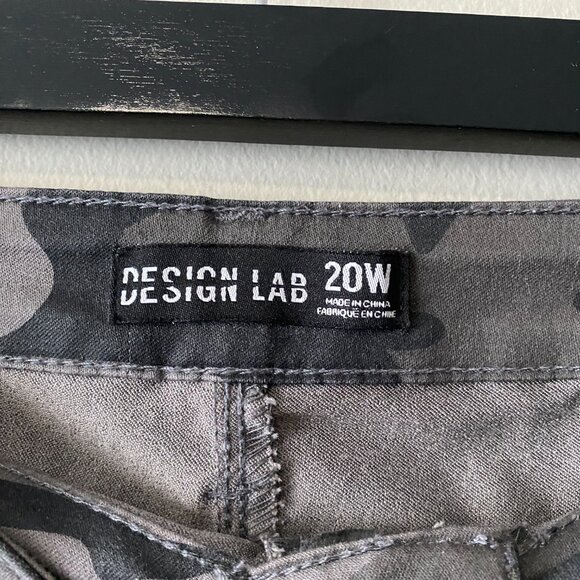 DESIGN LAB 20W
MADE IN CHINA
FABRIQUÉ EN CHINE